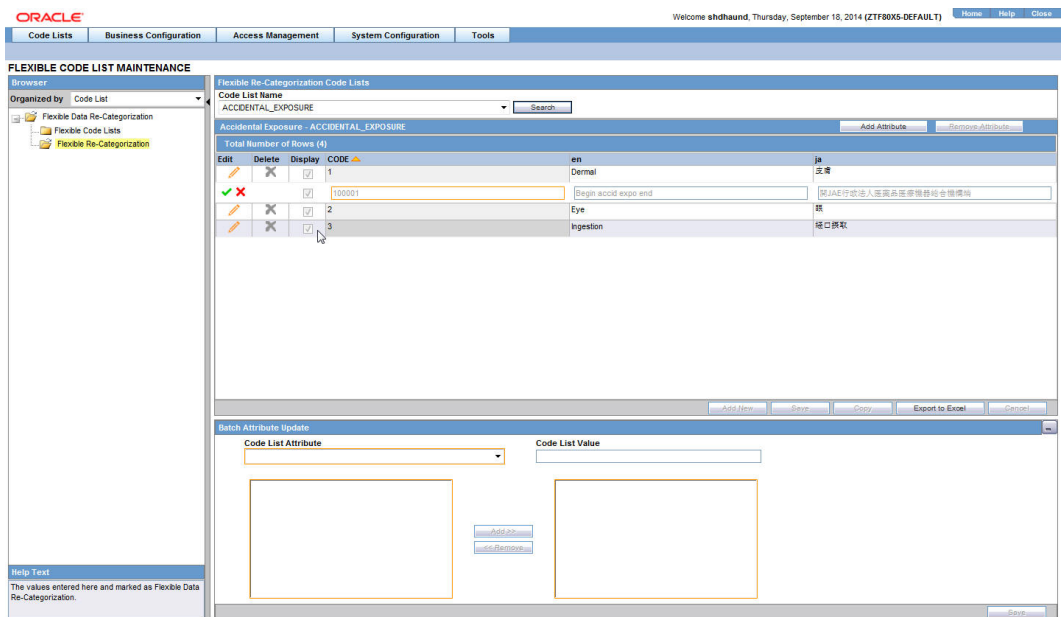 ORACLE
Welcome shdhaund, Thursday, September 18, 2014 (ZTF80X5-DEFAULT)
Home Help Close
Code Lists Business Configuration Access Management System Configuration Tools
FLEXIBLE CODE LIST MAINTENANCE
Browser
Organized by Code List
Flexible Data Re-Categorization
Flexible Code Lists
Flexible Re-Categorization
Flexible Re-Categorization Code Lists
Code List Name
ACCIDENTAL_EXPOSURE Search
Accidental Exposure - ACCIDENTAL_EXPOSURE Add Attribute Remove Attribute
Total Number of Rows (4)
Edit Delete Display CODE en ja
1 Dermal 皮膚
100001 Begin accid expo end
2 Eye 眼
3 Ingestion 経口摂取
Add New Save Copy Export to Excel Cancel
Batch Attribute Update
Code List Attribute Code List Value
Add >>
<< Remove
Save
Help Text
The values entered here and marked as Flexible Data
Re-Categorization.